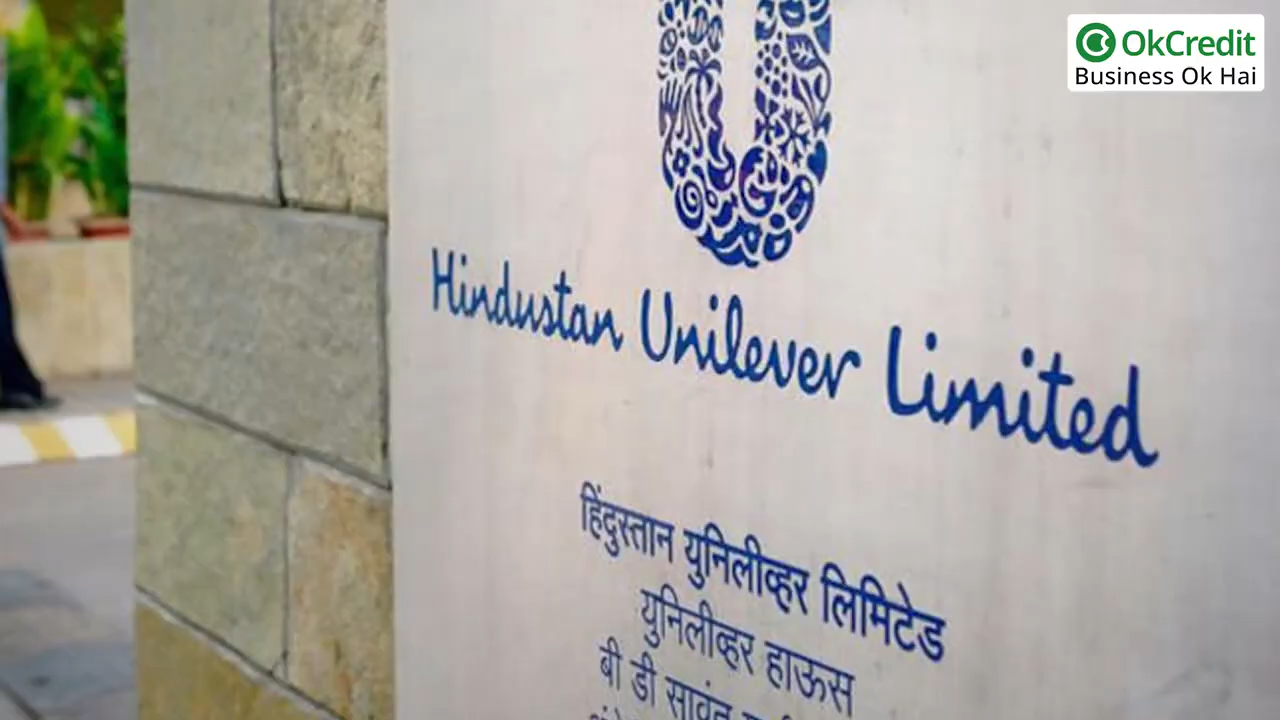 OkCredit
Business Ok Hai
Hindustan Unilever Limited
हिंदुस्तान युनिलीव्हर लिमिटेड
युनिलीव्हर हाऊस
बी डी सावंत